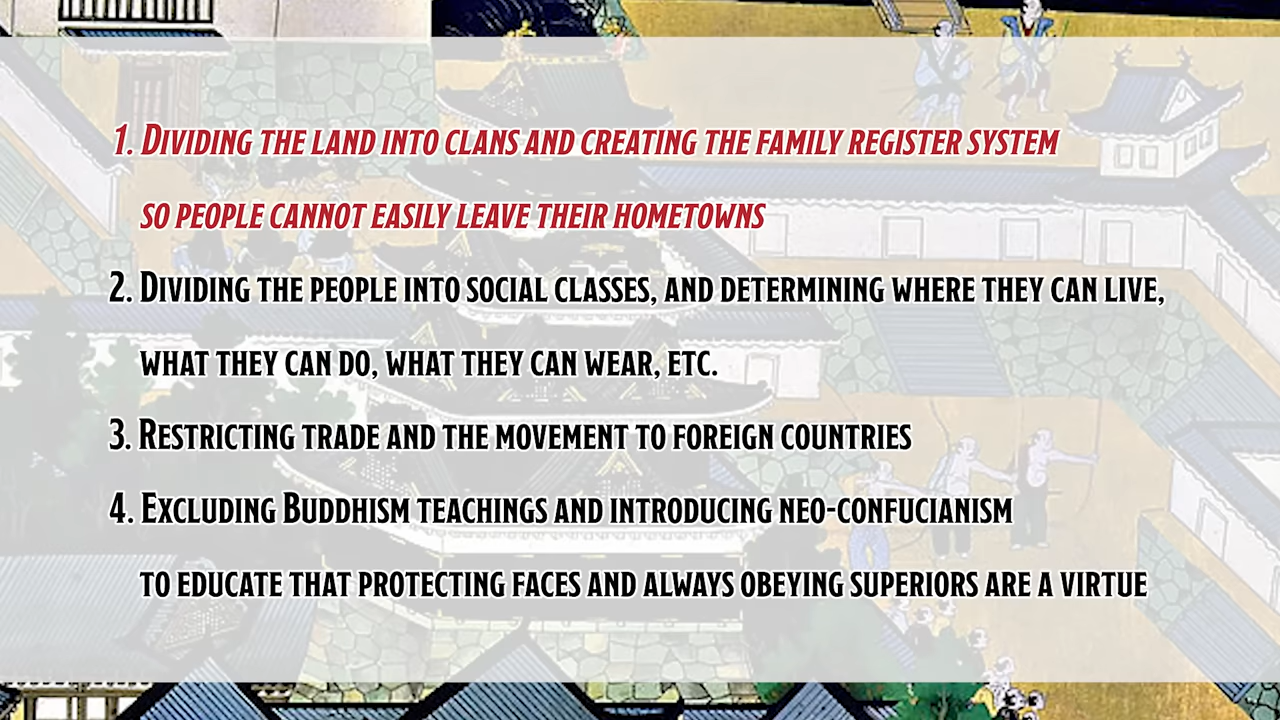 1. Dividing the land into clans and creating the family register system
so people cannot easily leave their hometowns
2. Dividing the people into social classes, and determining where they can live,
what they can do, what they can wear, etc.
3. Restricting trade and the movement to foreign countries
4. Excluding Buddhism teachings and introducing neo-confucianism
to educate that protecting faces and always obeying superiors are a virtue